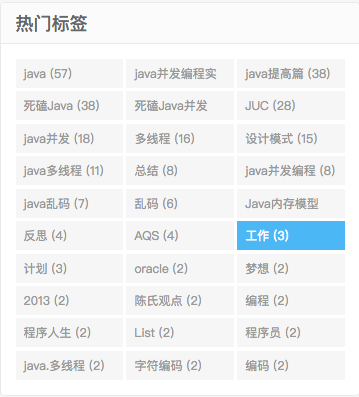 热门标签
java (57) java并发编程实 java提高篇 (38)
死磕Java (38) 死磕Java并发 JUC (28)
java并发 (18) 多线程 (16) 设计模式 (15)
java多线程 (11) 总结 (8) java并发编程 (8)
java乱码 (7) 乱码 (6) Java内存模型
反思 (4) AQS (4) 工作 (3)
计划 (3) oracle (2) 梦想 (2)
2013 (2) 陈氏观点 (2) 编程 (2)
程序人生 (2) List (2) 程序员 (2)
java.多线程 (2) 字符编码 (2) 编码 (2)